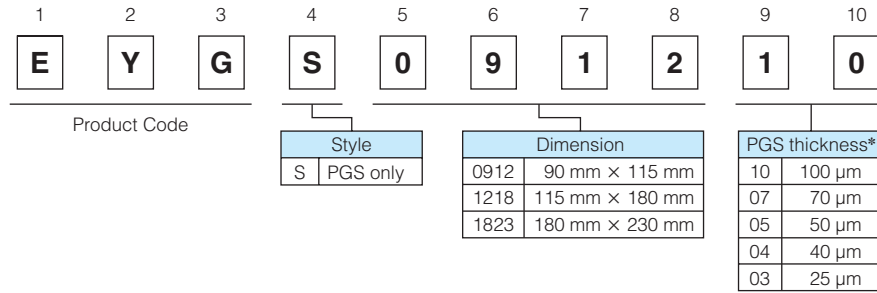 1 2 3 4 5 6 7 8 9 10
E Y G S 0 9 1 2 1 0
Product Code
Style
S PGS only
Dimension
0912 90 mm × 115 mm
1218 115 mm × 180 mm
1823 180 mm × 230 mm
PGS thickness*
10 100 µm
07 70 µm
05 50 µm
04 40 µm
03 25 µm